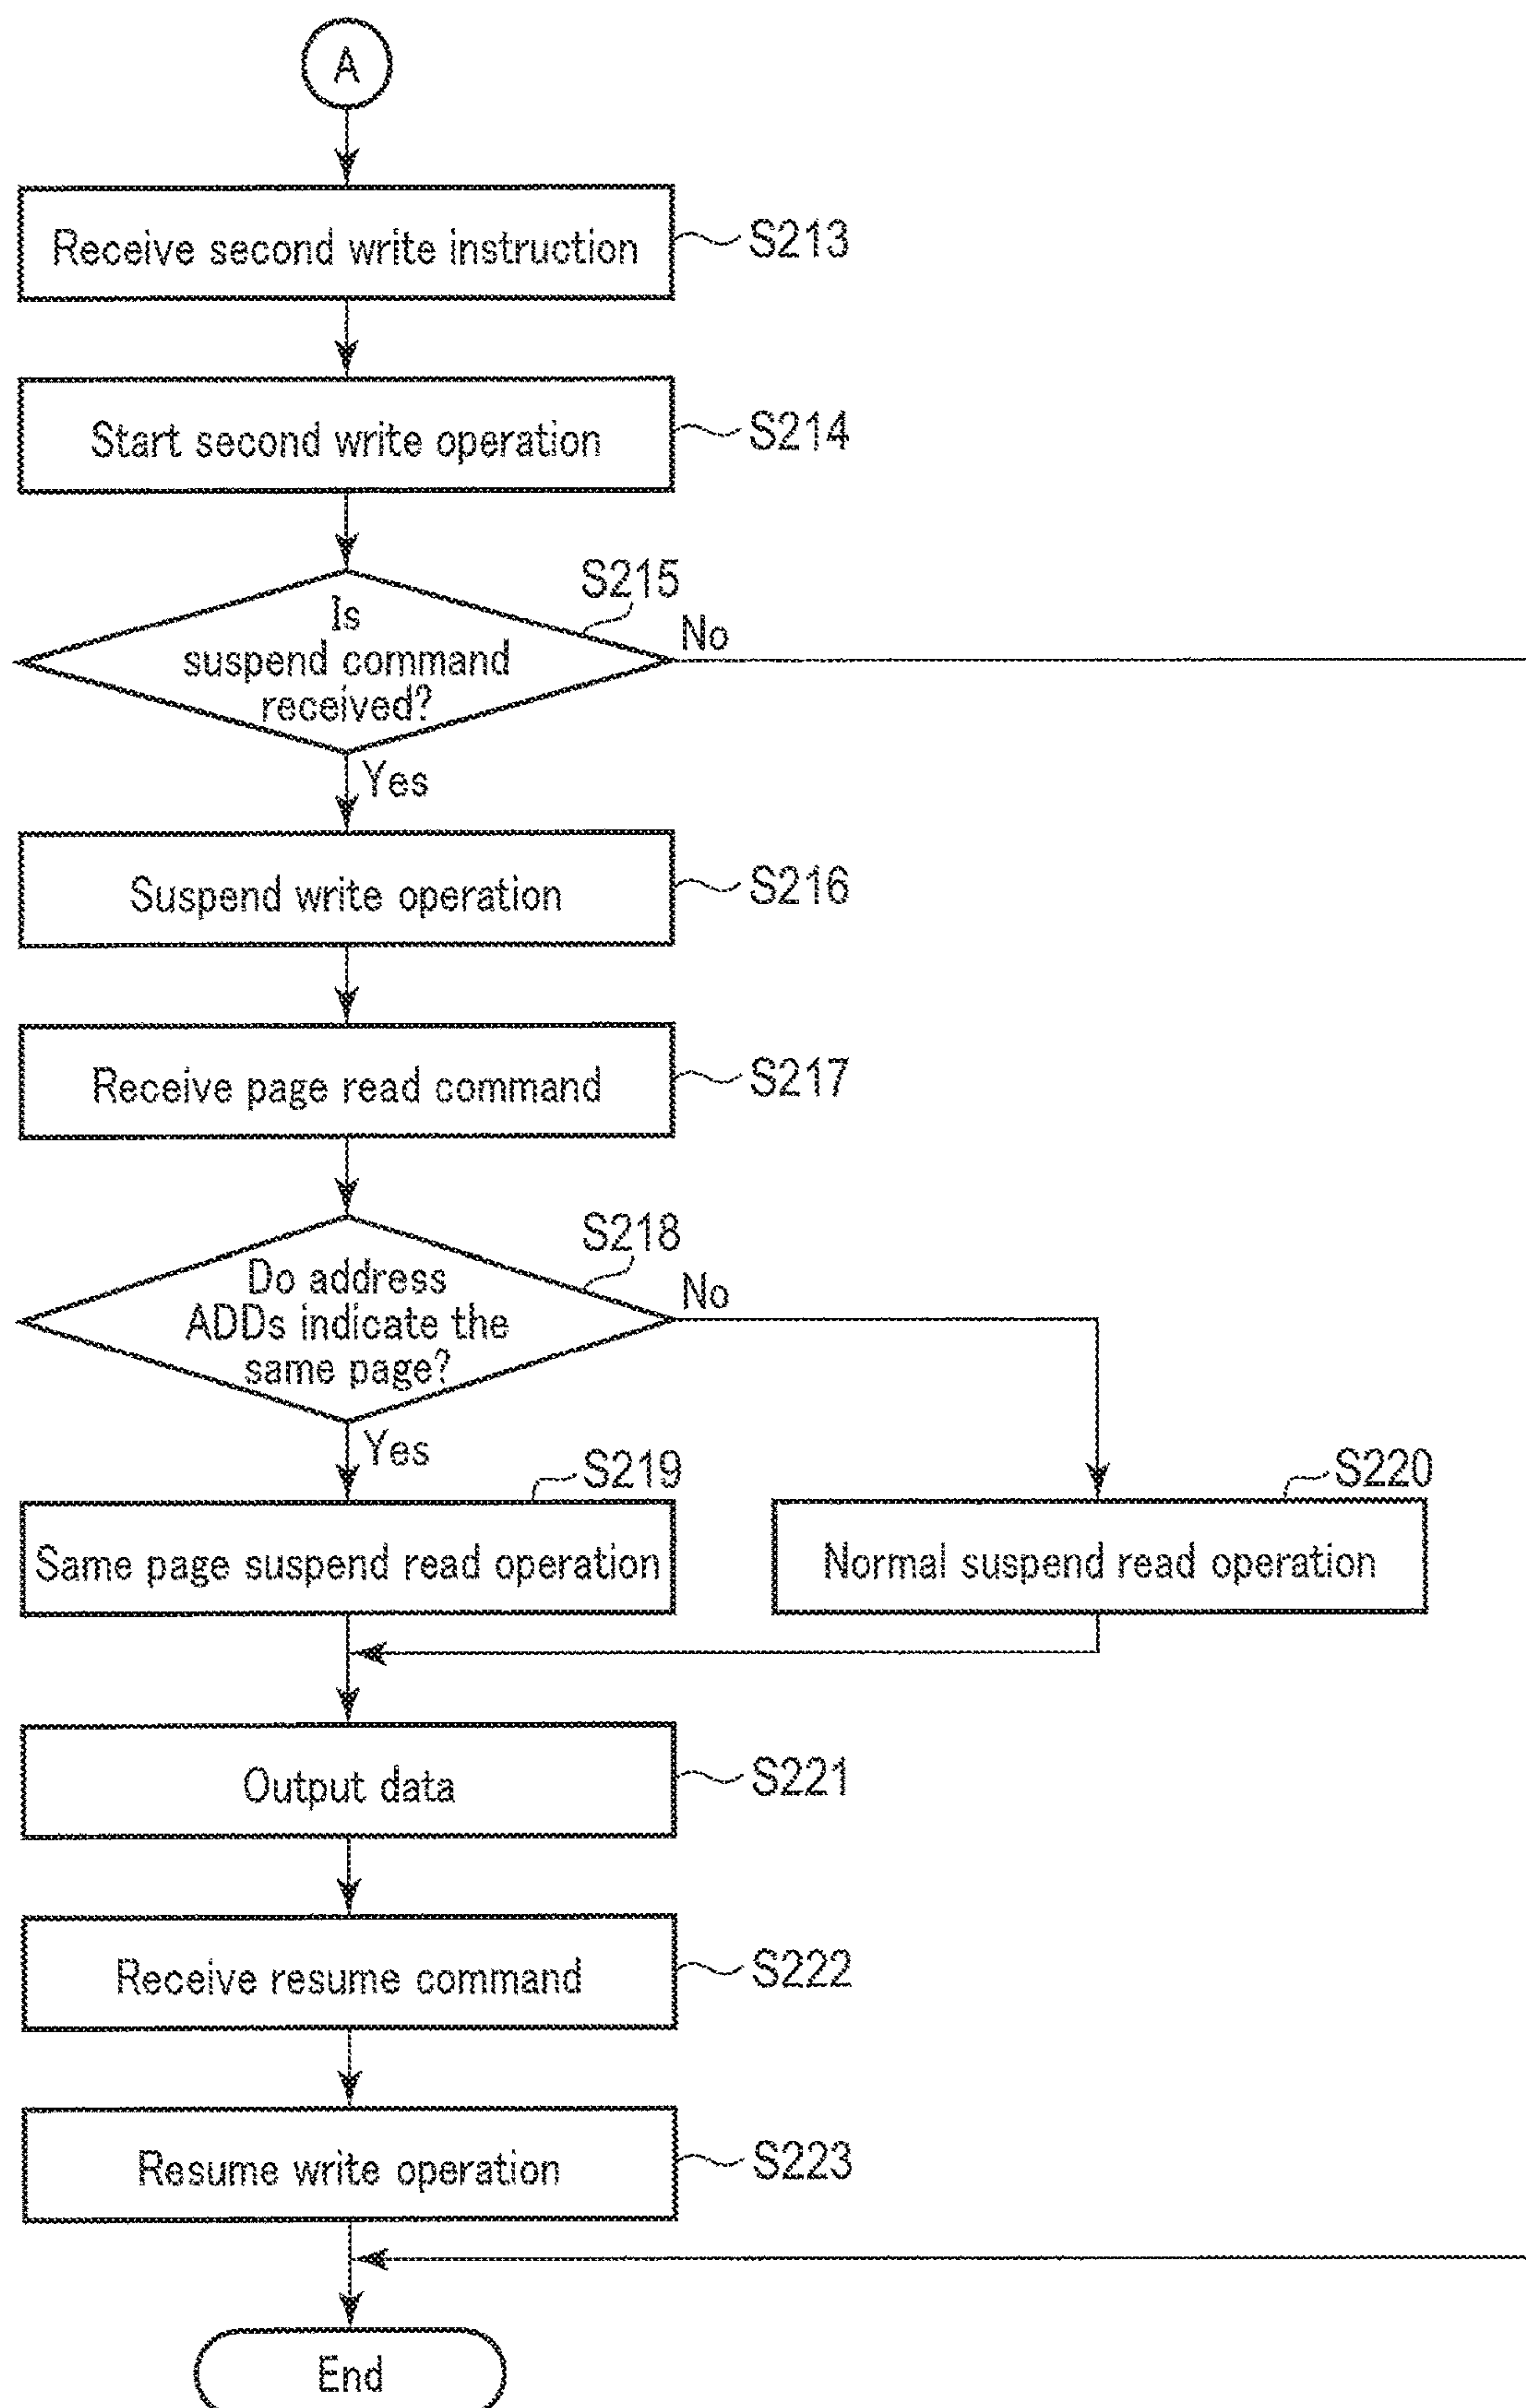 A
Receive second write instruction
S213
Start second write operation
S214
S215
Is
suspend command
received?
No
Yes
Suspend write operation
S216
Receive page read command
S217
S218
Do address
ADDs indicate the
same page?
No
Yes
S219
S220
Same page suspend read operation
Normal suspend read operation
Output data
S221
Receive resume command
S222
Resume write operation
S223
End